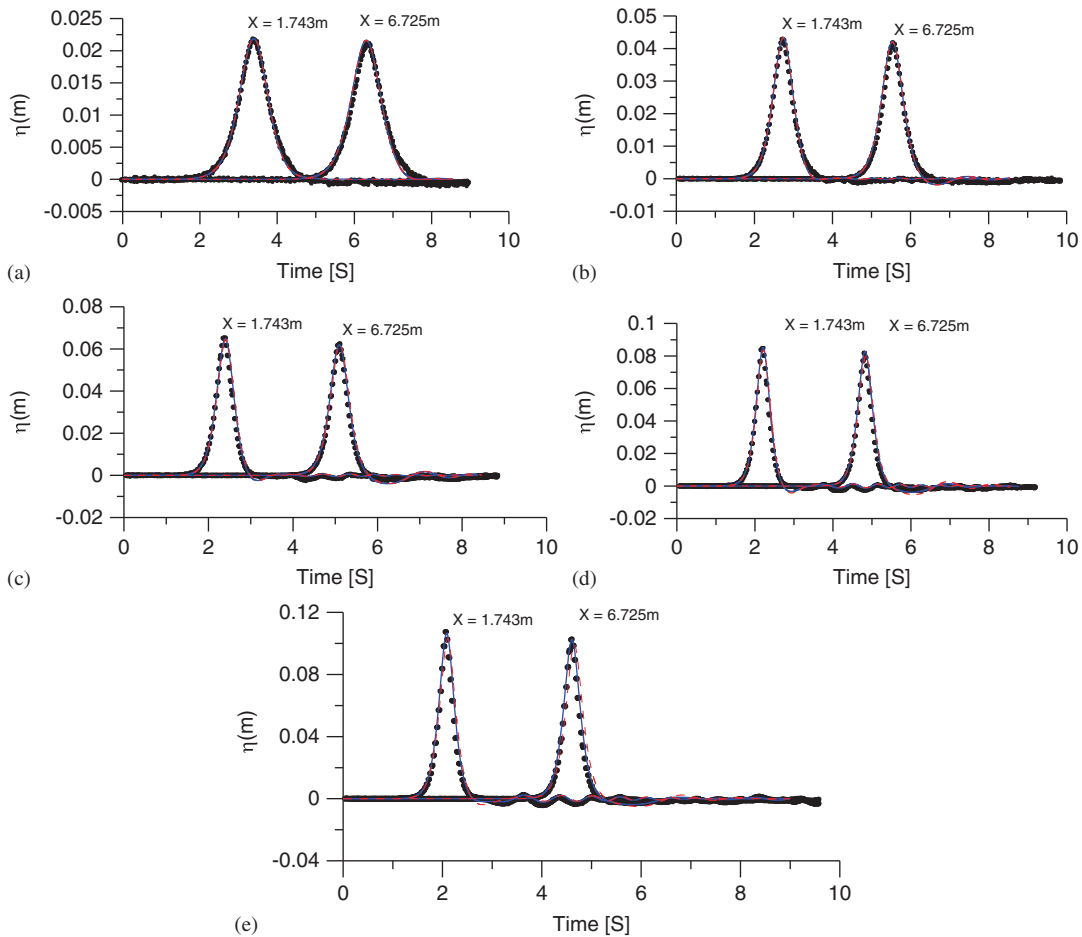 X = 1.743m X = 6.725m
0.025
0.020
0.015
0.010
0.005
0
-0.005
η(m)
0 2 4 6 8 10
Time [S]
(a)
X = 1.743m X = 6.725m
0.05
0.04
0.03
0.02
0.01
0
-0.01
η(m)
0 2 4 6 8 10
Time [S]
(b)
X = 1.743m X = 6.725m
0.08
0.06
0.04
0.02
0
-0.02
η(m)
0 2 4 6 8 10
Time [S]
(c)
X = 1.743m X = 6.725m
0.1
0.08
0.06
0.04
0.02
0
-0.02
η(m)
0 2 4 6 8 10
Time [S]
(d)
X = 1.743m X = 6.725m
0.12
0.08
0.04
0
-0.04
η(m)
0 2 4 6 8 10
Time [S]
(e)